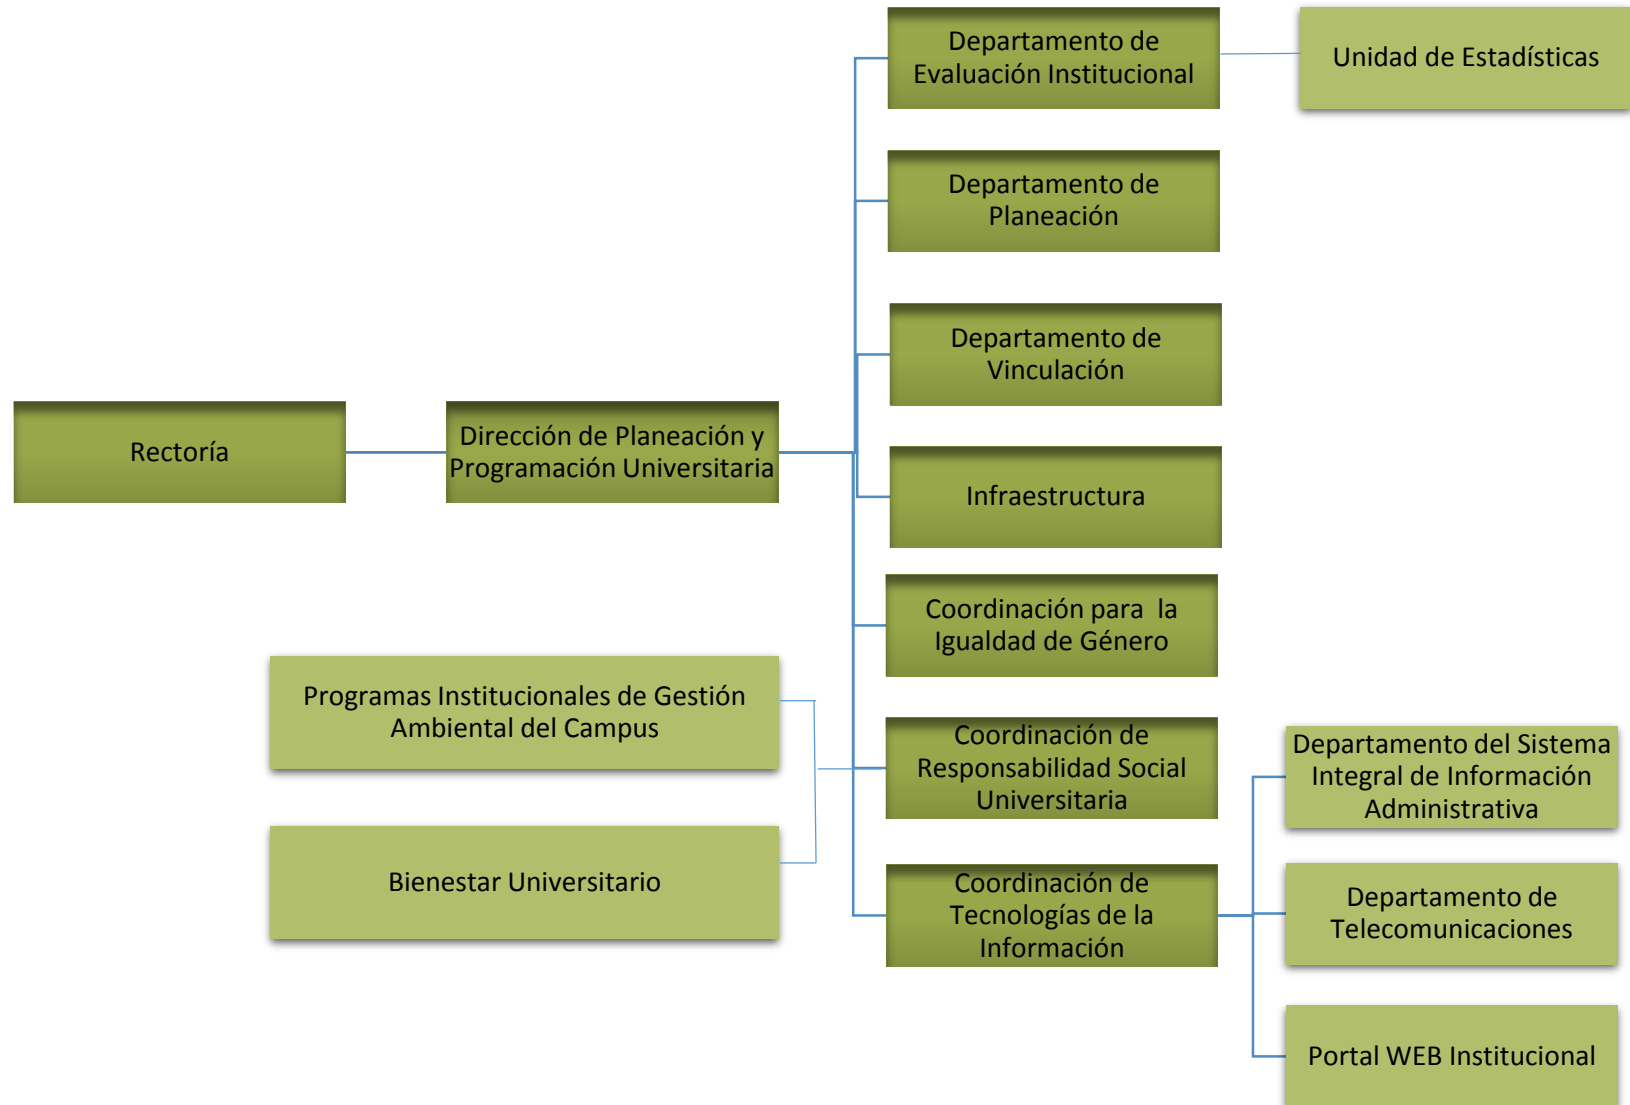 Departamento de
Evaluación Institucional
Unidad de Estadísticas
Departamento de
Planeación
Departamento de
Vinculación
Rectoría
Dirección de Planeación y
Programación Universitaria
Infraestructura
Coordinación para  la
Igualdad de Género
Programas Institucionales de Gestión
Ambiental del Campus
Coordinación de
Responsabilidad Social
Universitaria
Departamento del Sistema
Integral de Información
Administrativa
Bienestar Universitario
Coordinación de
Tecnologías de la
Información
Departamento de
Telecomunicaciones
Portal WEB Institucional